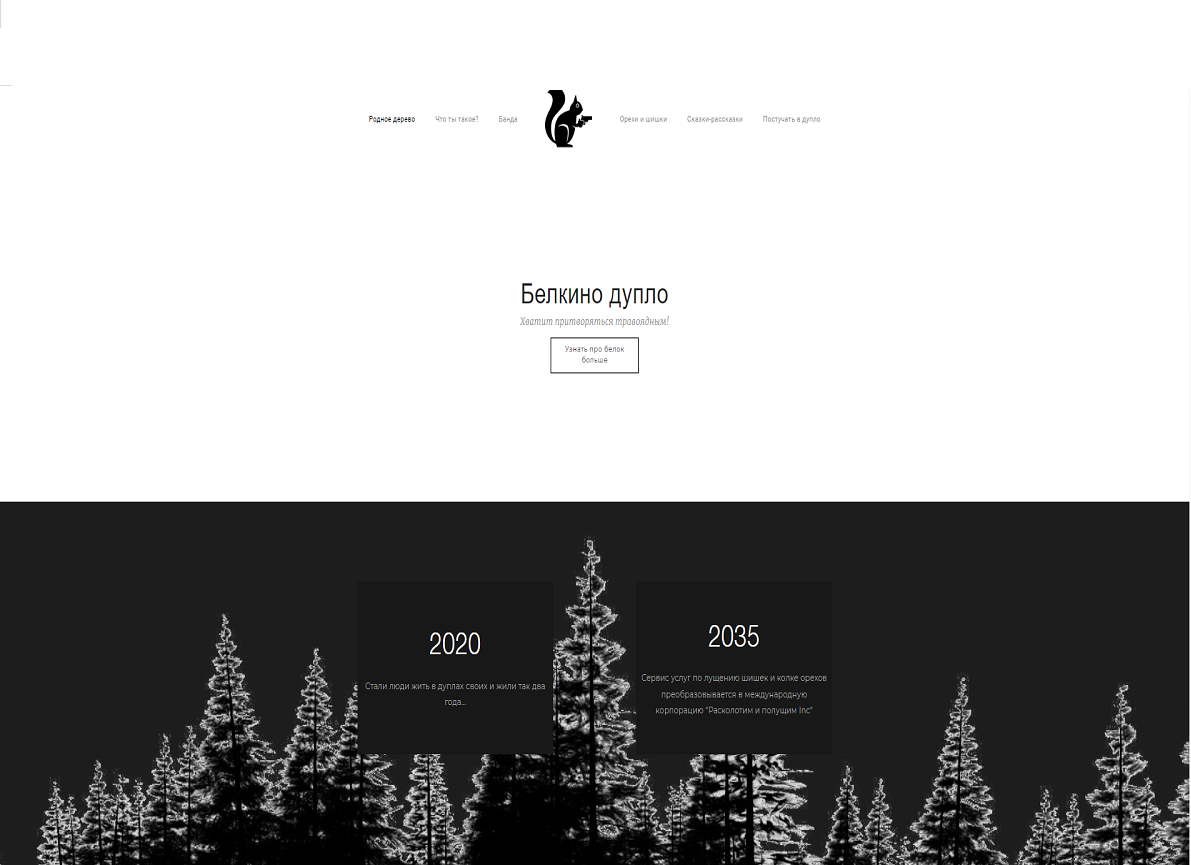 Родное дерево Что ты такое? Банда Орехи и шишки Сказки-рассказки Постучать в дупло
Белкино дупло
Хватит притворяться травоядным!
Узнать про белок
больше
2020
Стали люди жить в дуплах своих и жили так два
года...
2035
Сервис услуг по лущению шишек и колке орехов
преобразовывается в международную
корпорацию "Расколотим и полущим Inc"